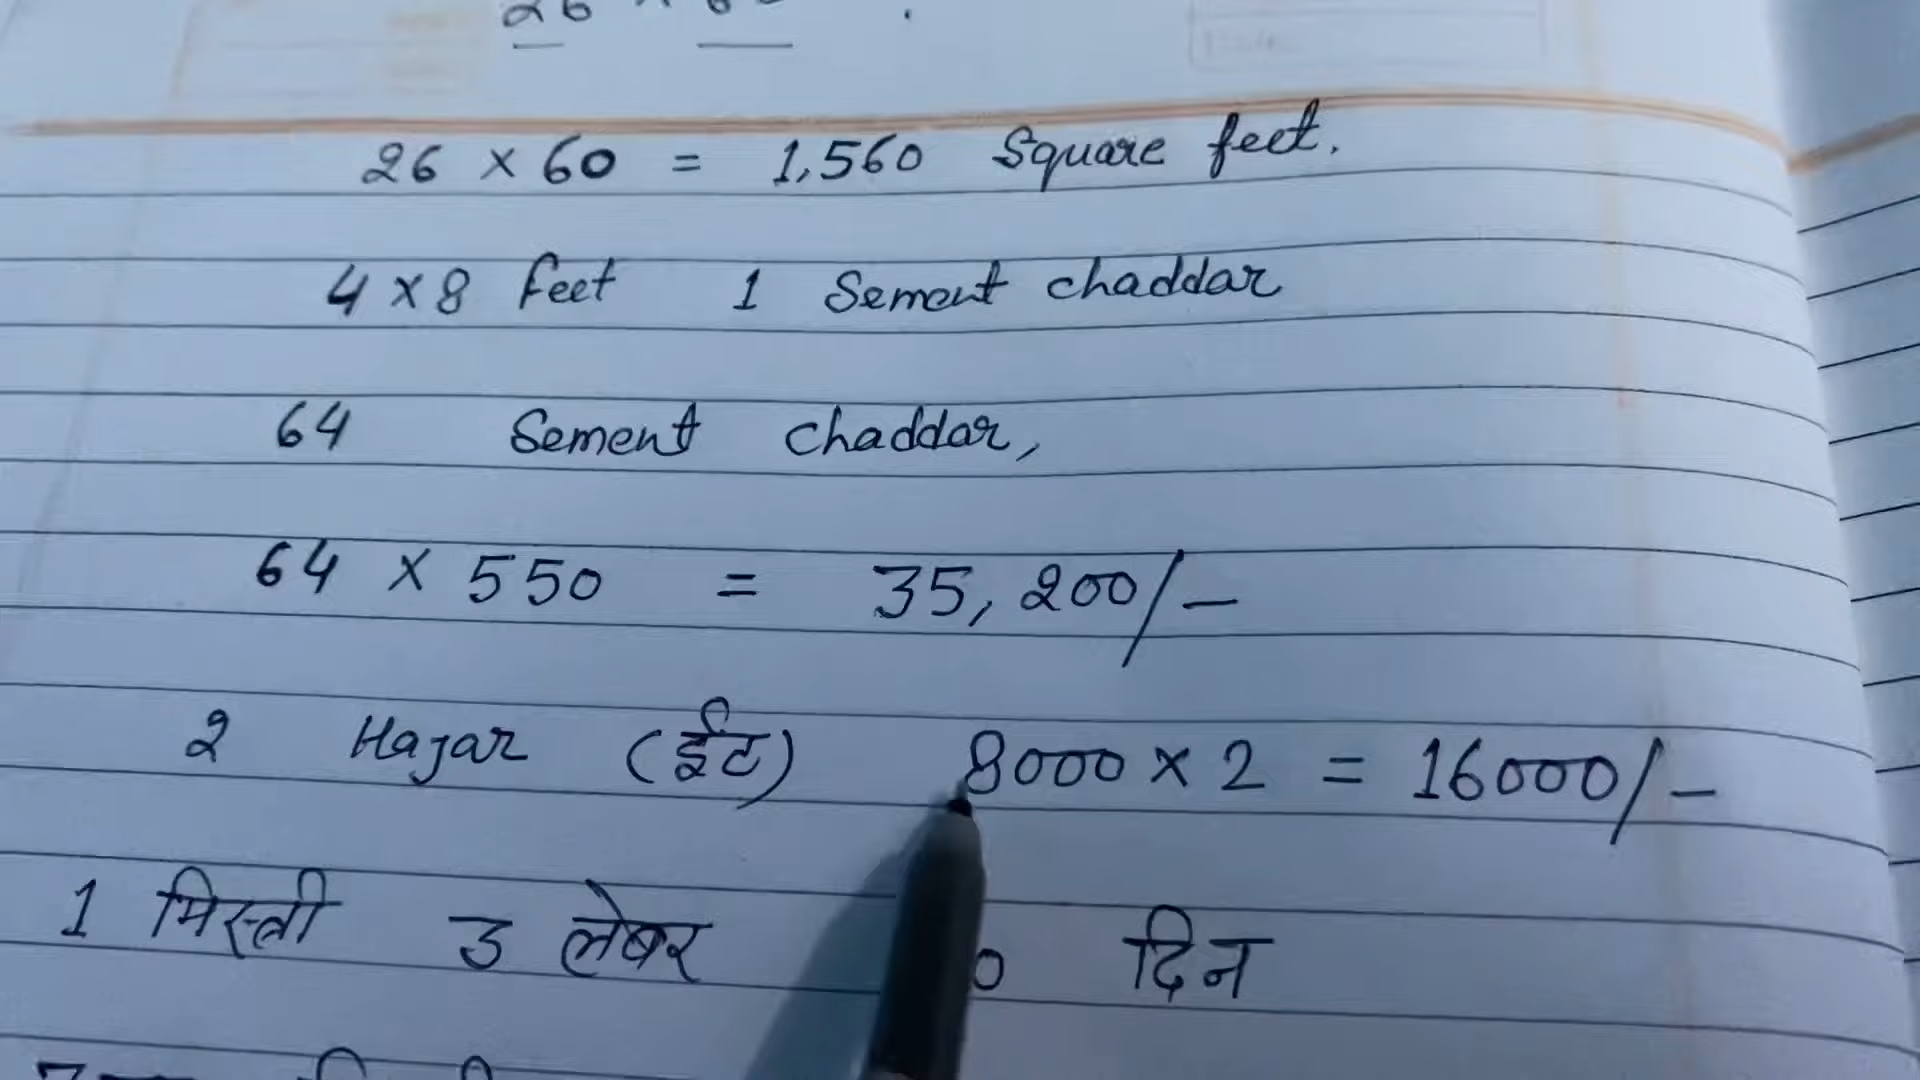 26 × 60 = 1,560 Square feet.
4 × 8 feet 1 Sement chaddar
64 Sement chaddar,
64 × 550 = 35,200/-
2 Hajar (ईंट) 8000 × 2 = 16000/-
1 मिस्त्री 3 लेबर 0 दिन